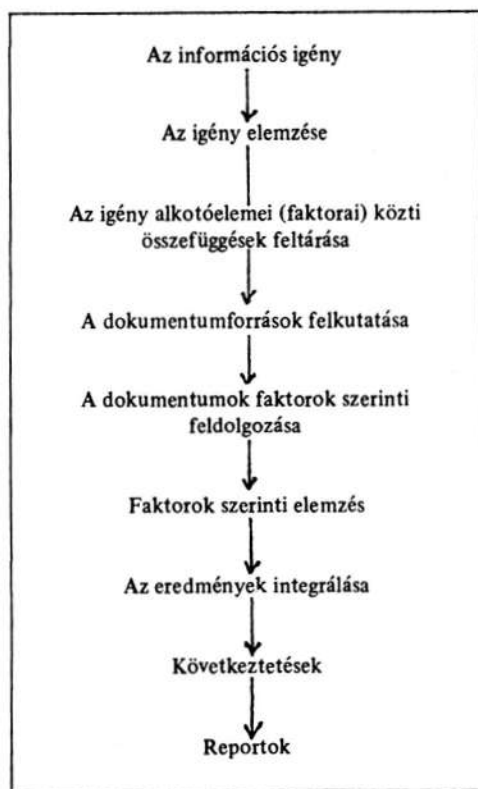 Az információs igény
Az igény elemzése
Az igény alkotóelemei (faktorai) közti
összefüggések feltárása
A dokumentumforrások felkutatása
A dokumentumok faktorok szerinti
feldolgozása
Faktorok szerinti elemzés
Az eredmények integrálása
Következtetések
Reportok